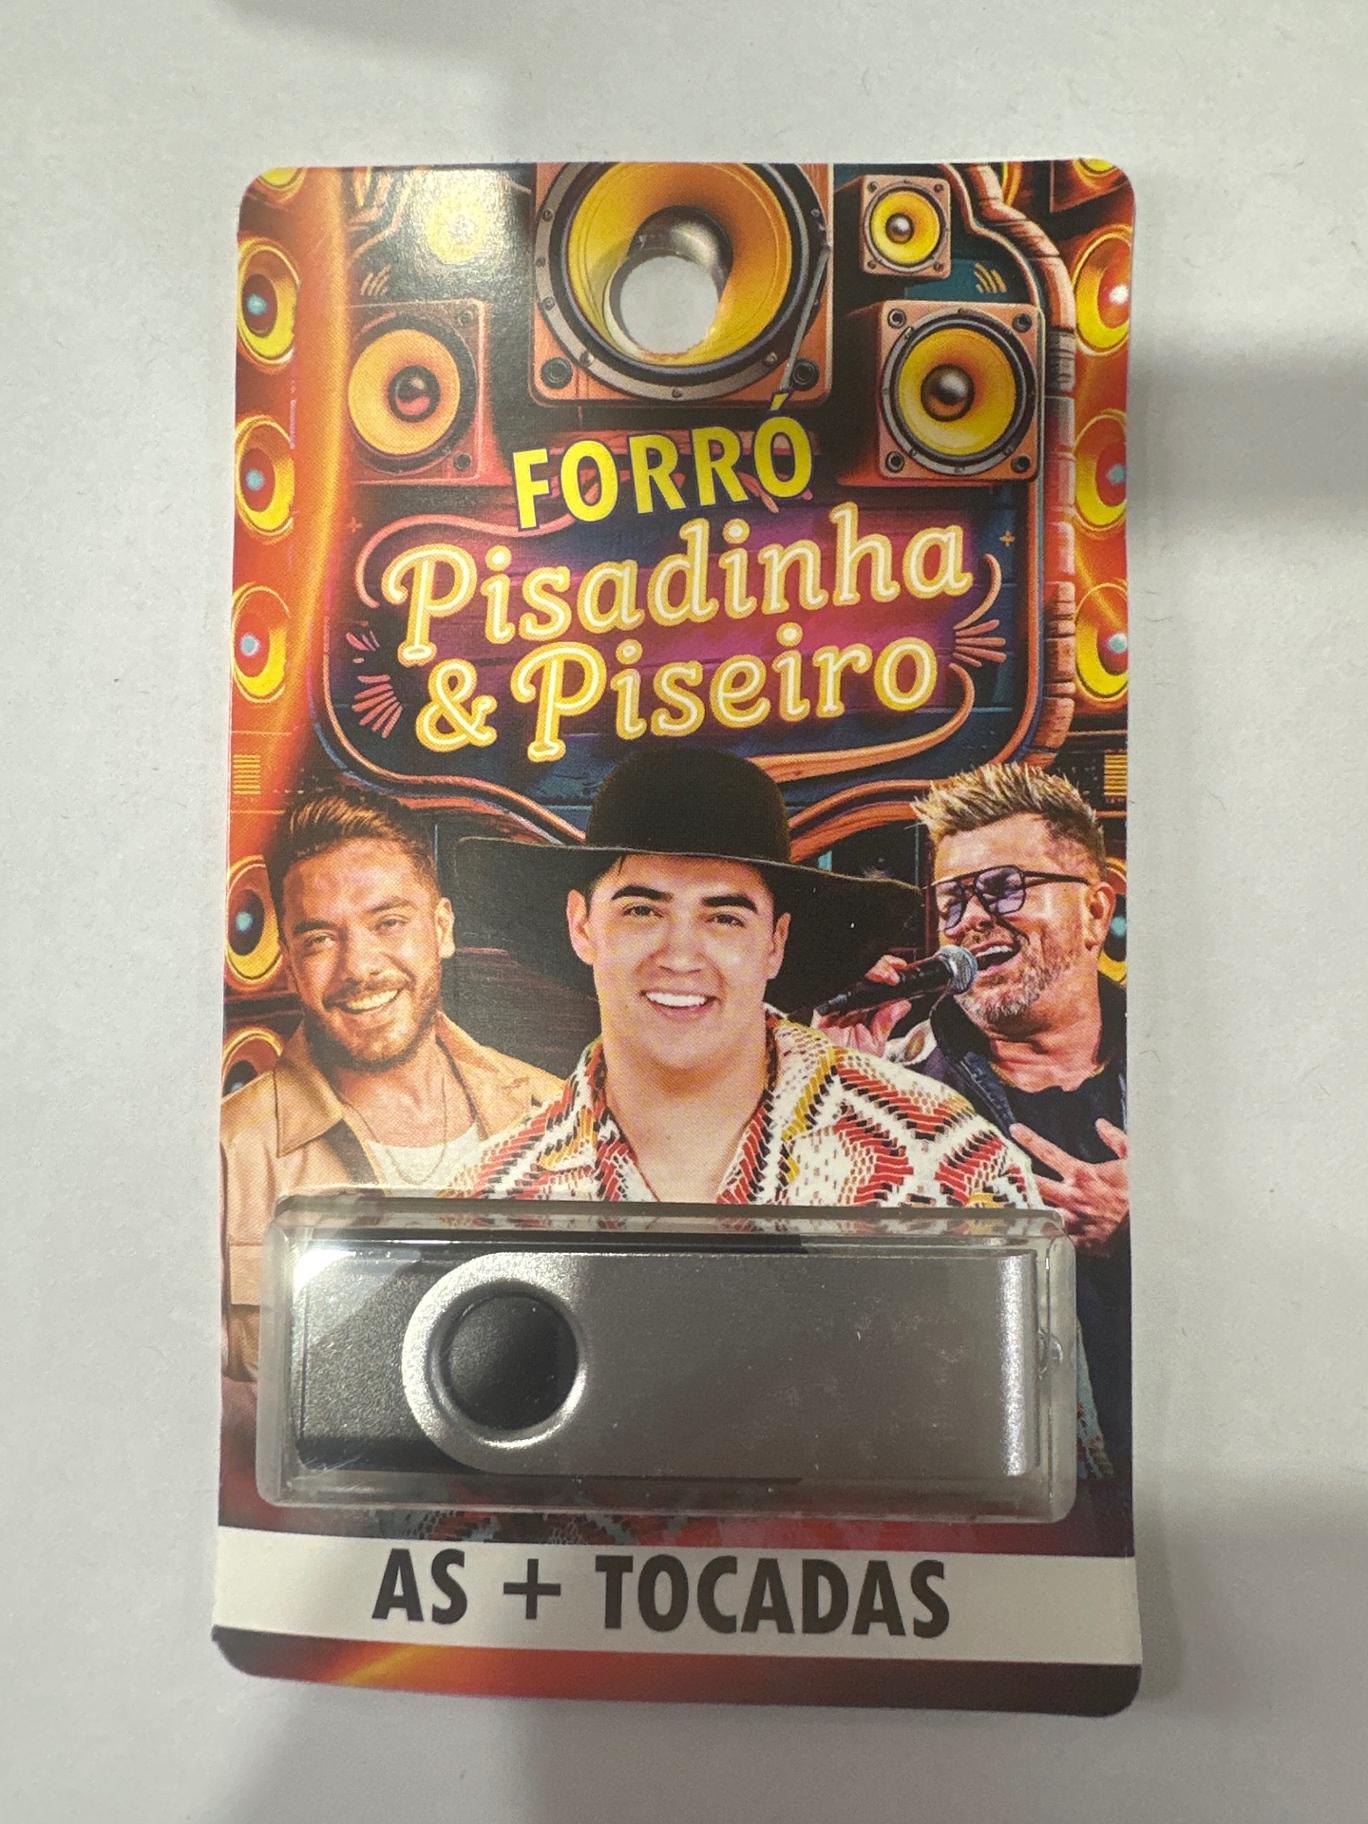 FORRÓ
Pisadinha
& Piseiro
AS + TOCADAS